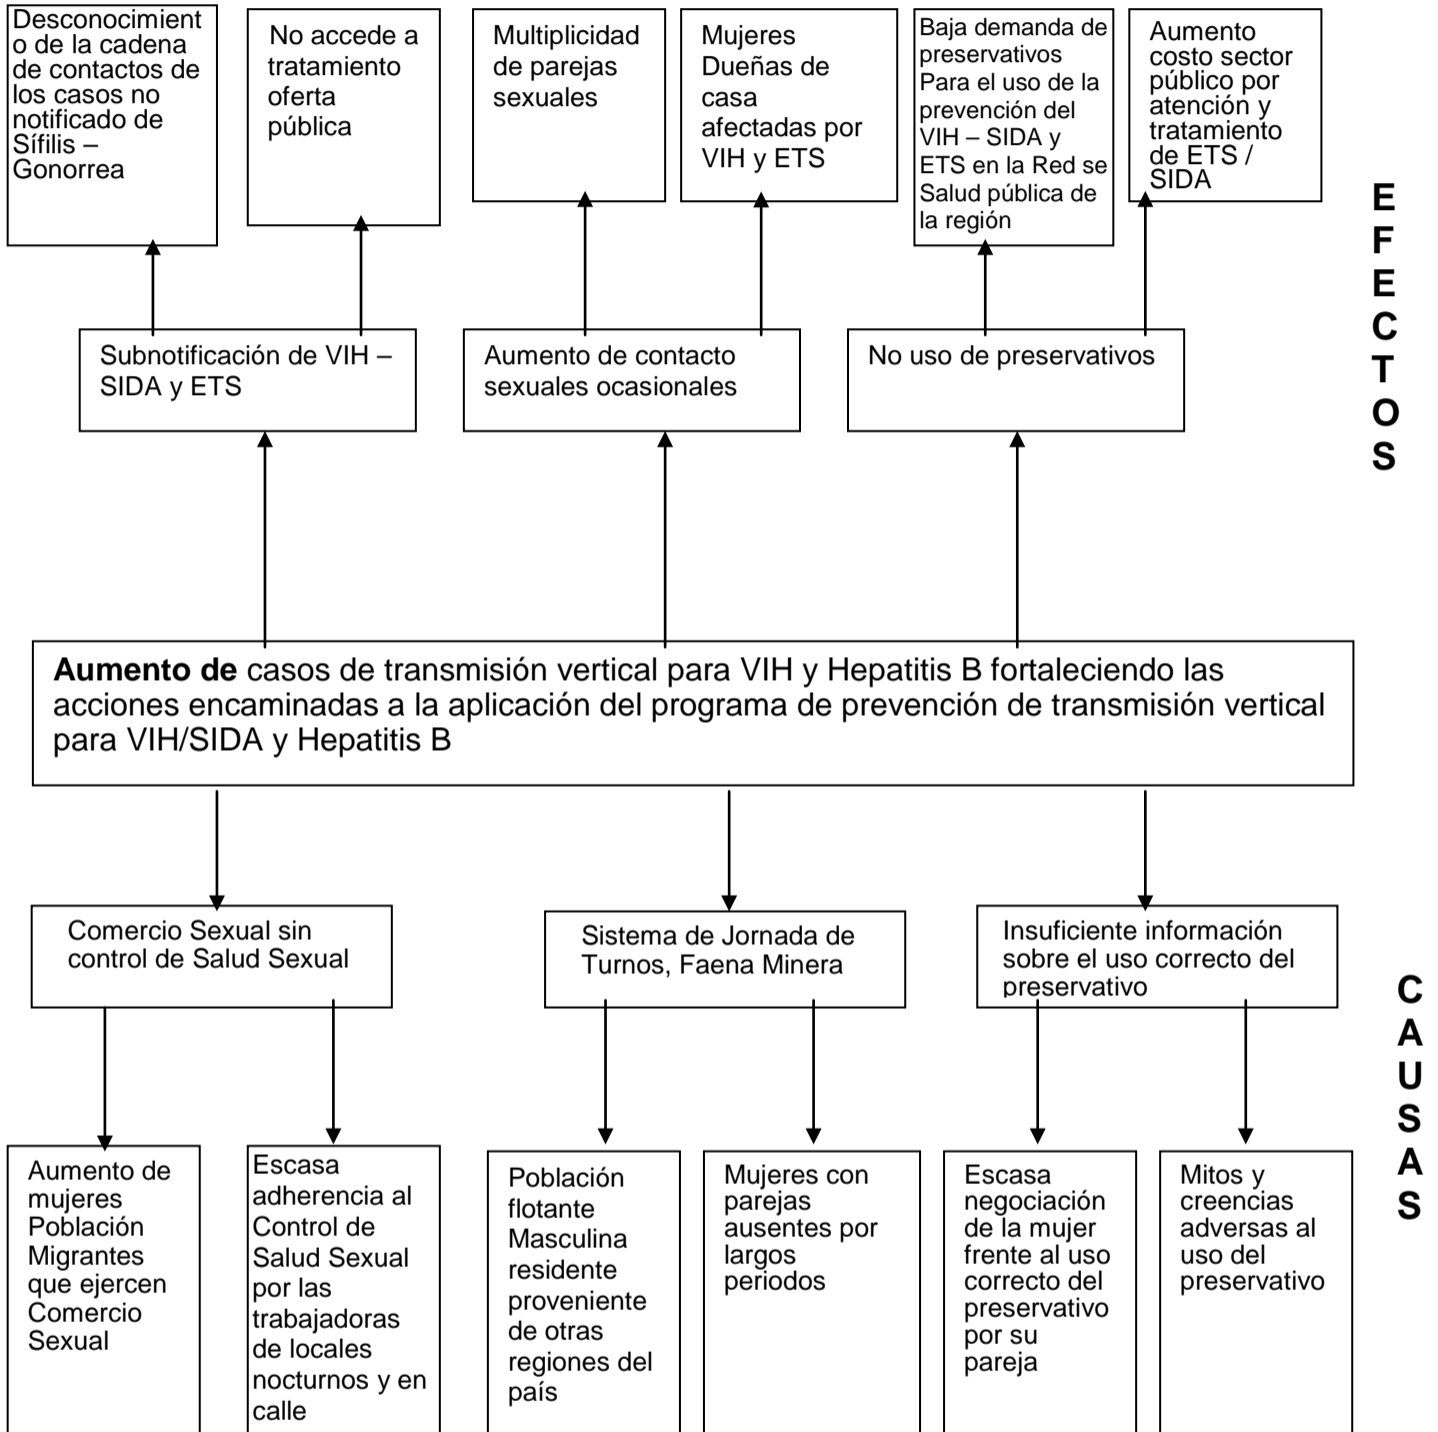 Desconocimient
o de la cadena
de contactos de
los casos no
notificado de
Sífilis –
Gonorrea
No accede a
tratamiento
oferta
pública
Multiplicidad
de parejas
sexuales
Mujeres
Dueñas de
casa
afectadas por
VIH y ETS
Baja demanda de
preservativos
Para el uso de la
prevención del
VIH – SIDA y
ETS en la Red se
Salud pública de
la región
Aumento
costo sector
público por
atención y
tratamiento
de ETS /
SIDA
E
F
E
C
T
O
S
Subnotificación de VIH –
SIDA y ETS
Aumento de contacto
sexuales ocasionales
No uso de preservativos
Aumento de casos de transmisión vertical para VIH y Hepatitis B fortaleciendo las
acciones encaminadas a la aplicación del programa de prevención de transmisión vertical
para VIH/SIDA y Hepatitis B
Comercio Sexual sin
control de Salud Sexual
Sistema de Jornada de
Turnos, Faena Minera
Insuficiente información
sobre el uso correcto del
preservativo
C
A
U
S
A
S
Aumento de
mujeres
Población
Migrantes
que ejercen
Comercio
Sexual
Escasa
adherencia al
Control de
Salud Sexual
por las
trabajadoras
de locales
nocturnos y en
calle
Población
flotante
Masculina
residente
proveniente
de otras
regiones del
país
Mujeres con
parejas
ausentes por
largos
periodos
Escasa
negociación
de la mujer
frente al uso
correcto del
preservativo
por su
pareja
Mitos y
creencias
adversas al
uso del
preservativo